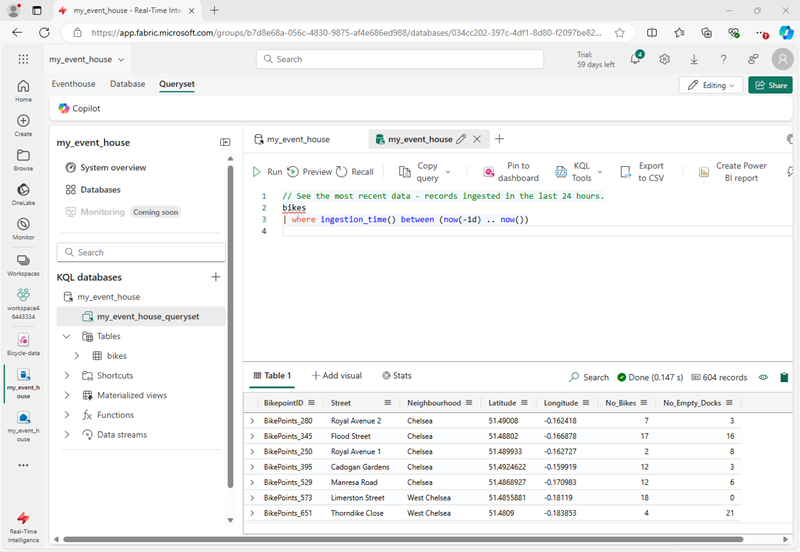 my_event_house - Real-Time Intelli
https://app.fabric.microsoft.com/groups/b7d8e68a-056c-4830-9875-af4e686ed988/databases/034cc202-397c-4df1-8d80-f2097be82...
my_event_house
Search
Trial:
59 days left
4
Eventhouse Database Queryset
Editing
Share
Copilot
Home
Create
Browse
OneLake
Monitor
Workspaces
workspace4
6443334
Bicycle-data
my_event_h
ouse
my_event_h
ouse
Real-Time
Intelligence
my_event_house
System overview
Databases
Monitoring Coming soon
Search
KQL databases
my_event_house
my_event_house_queryset
Tables
bikes
Shortcuts
Materialized views
Functions
Data streams
my_event_house my_event_house
Run Preview Recall Copy query Pin to dashboard KQL Tools Export to CSV Create Power BI report
1 // See the most recent data - records ingested in the last 24 hours.
2 bikes
3 | where ingestion_time() between (now(-1d) .. now())
4
Table 1 Add visual Stats Search Done (0.147 s) 604 records
BikepointID Street Neighbourhood Latitude Longitude No_Bikes No_Empty_Docks
BikePoints_280 Royal Avenue 2 Chelsea 51.49008 -0.162418 7 3
BikePoints_345 Flood Street Chelsea 51.48802 -0.166878 17 16
BikePoints_250 Royal Avenue 1 Chelsea 51.489933 -0.162727 2 8
BikePoints_395 Cadogan Gardens Chelsea 51.4924622 -0.159919 12 3
BikePoints_529 Manresa Road Chelsea 51.4868927 -0.170983 12 6
BikePoints_573 Limerston Street West Chelsea 51.4855881 -0.18119 18 0
BikePoints_651 Thorndike Close West Chelsea 51.4809 -0.183853 4 21